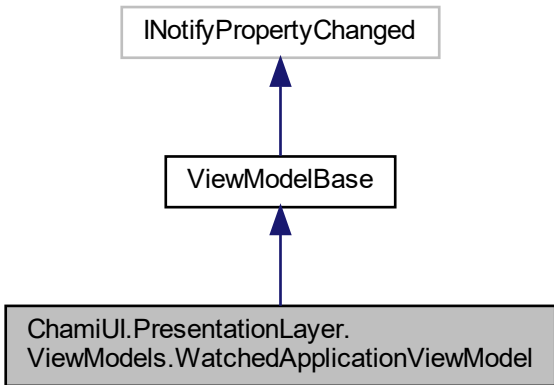 INotifyPropertyChanged
ViewModelBase
ChamiUI.PresentationLayer.
ViewModels.WatchedApplicationViewModel